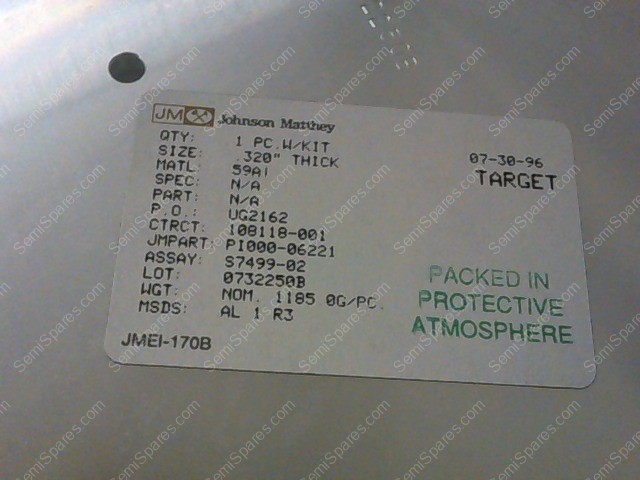 JM Johnson Matthey
QTY: 1 PC.W/KIT
SIZE: .320" THICK
MATL: 59Al
SPEC: N/A
PART: N/A
P.O.: UG2162
CTRCT: 108118-001
JMPART: PI000-06221
ASSAY: S7499-02
LOT: 0732250B
WGT: NOM. 1185 0G/PC.
MSDS: AL 1 R3
JMEI-170B
07-30-96
TARGET
PACKED IN
PROTECTIVE
ATMOSPHERE
SemiSpares.com